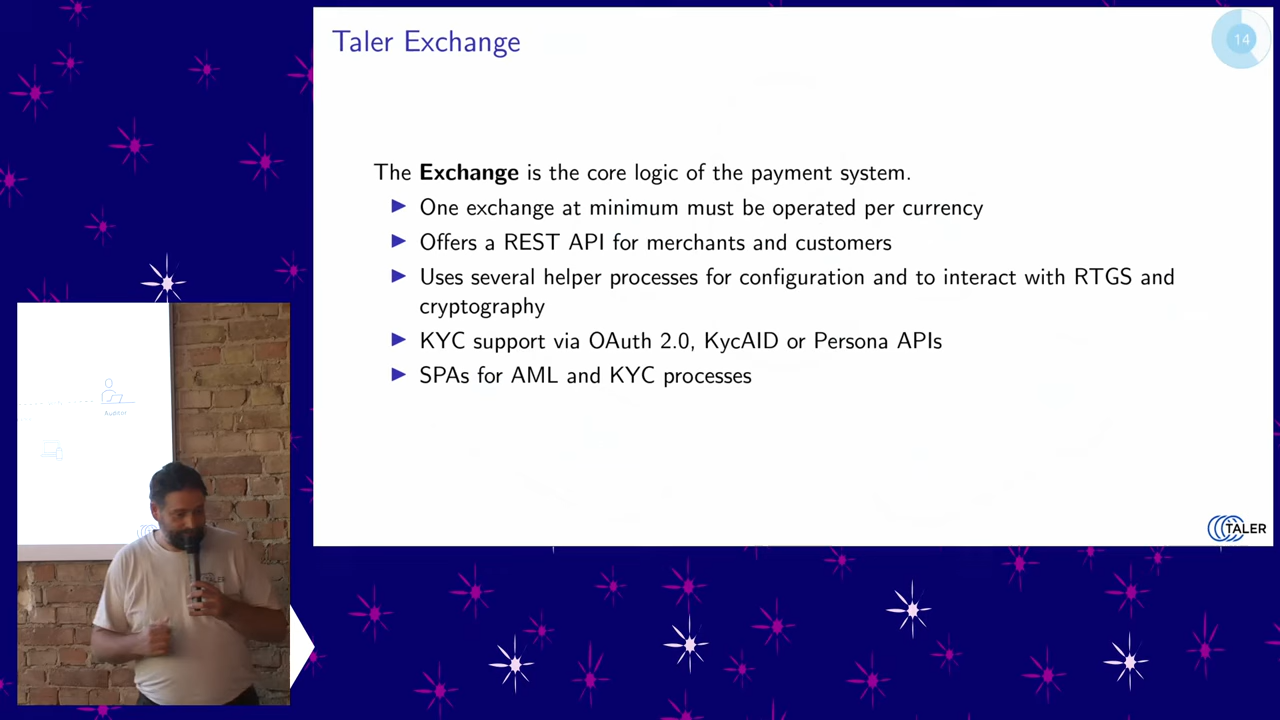 Taler Exchange
14
The Exchange is the core logic of the payment system.
One exchange at minimum must be operated per currency
Offers a REST API for merchants and customers
Uses several helper processes for configuration and to interact with RTGS and
cryptography
KYC support via OAuth 2.0, KycAID or Persona APIs
SPAs for AML and KYC processes
Auditor
TALER